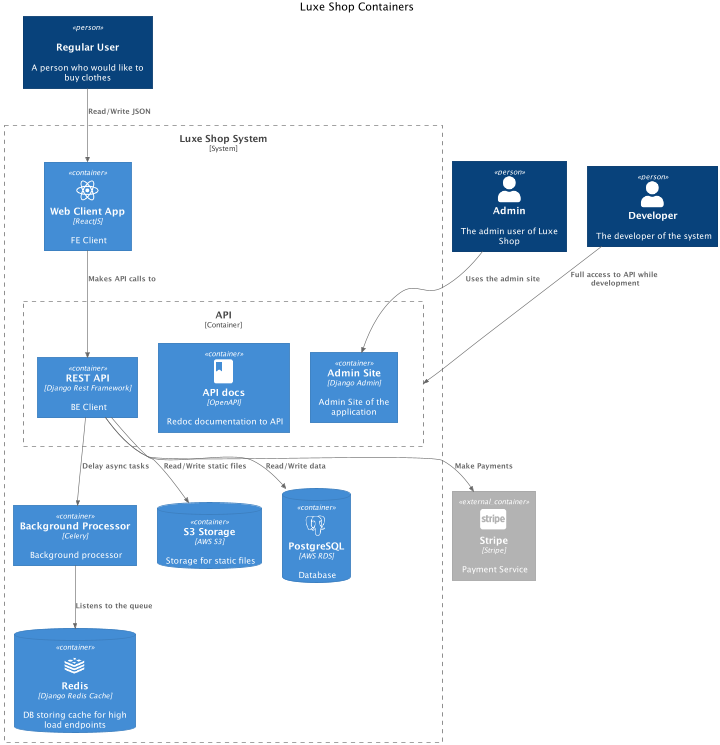 Luxe Shop Containers
«person»
Regular User
A person who would like to
buy clothes
Read/Write JSON
Luxe Shop System
[System]
«container»
Web Client App
[ReactJS]
FE Client
«person»
Admin
The admin user of Luxe
Shop
«person»
Developer
The developer of the system
Makes API calls to
Uses the admin site
Full access to API while
development
API
[Container]
«container»
REST API
[Django Rest Framework]
BE Client
«container»
API docs
[OpenAPI]
Redoc documentation to API
«container»
Admin Site
[Django Admin]
Admin Site of the
application
Delay async tasks
Read/Write static files
Read/Write data
Make Payments
«container»
Background Processor
[Celery]
Background processor
«container»
S3 Storage
[AWS S3]
Storage for static files
«container»
PostgreSQL
[AWS RDS]
Database
«external_container»
stripe
Stripe
[Stripe]
Payment Service
Listens to the queue
«container»
Redis
[Django Redis Cache]
DB storing cache for high
load endpoints